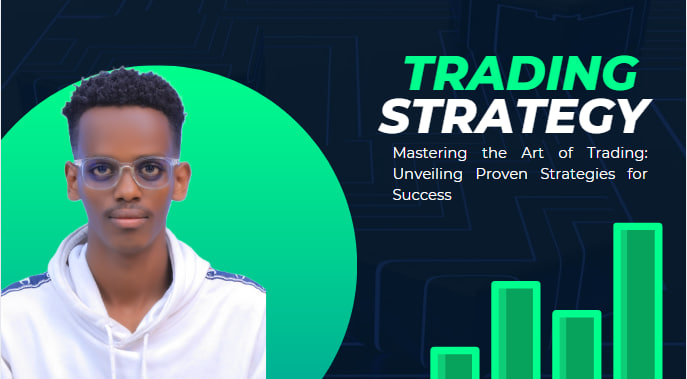 TRADING
STRATEGY
Mastering the Art of Trading:
Unveiling Proven Strategies for
Success